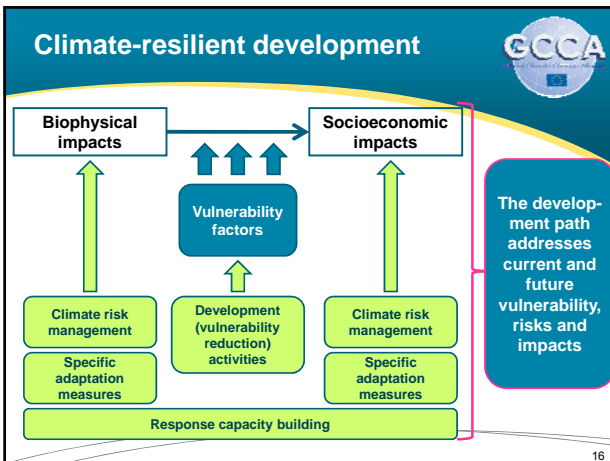 Climate-resilient development
GCCA
Biophysical
impacts
Socioeconomic
impacts
Vulnerability
factors
The develop-
ment path
addresses
current and
future
vulnerability,
risks and
impacts
Climate risk
management
Development
(vulnerability
reduction)
activities
Climate risk
management
Specific
adaptation
measures
Specific
adaptation
measures
Response capacity building
16